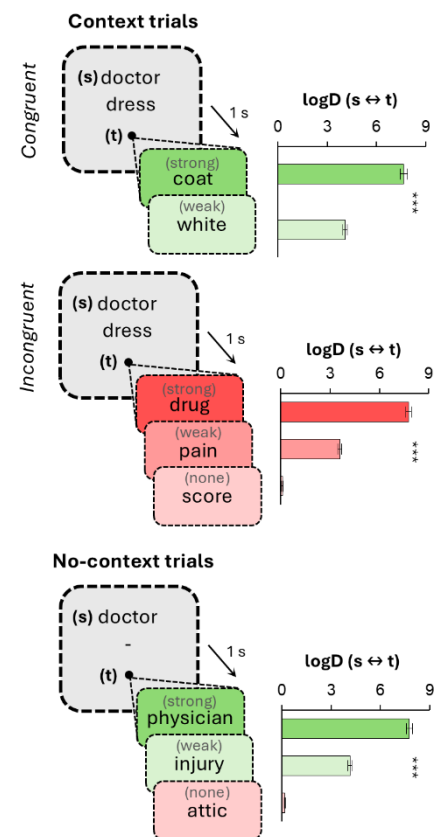 Context trials
Congruent
(s) doctor
dress
(t)
1 s
(strong)
coat
(weak)
white
logD (s ↔ t)
0 3 6 9
***
Incongruent
(s) doctor
dress
(t)
1 s
(strong)
drug
(weak)
pain
(none)
score
logD (s ↔ t)
0 3 6 9
***
No-context trials
(s) doctor
-
(t)
1 s
(strong)
physician
(weak)
injury
(none)
attic
logD (s ↔ t)
0 3 6 9
***